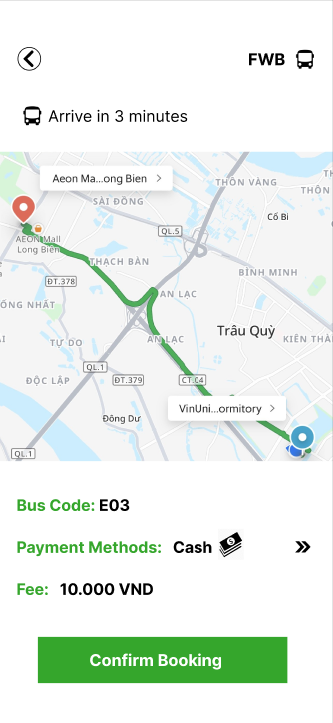 FWB
Arrive in 3 minutes
THÔN VÀNG
Aeon Ma...ong Bien
SÀI ĐỒNG
Cổ Bi
QL.5
AEON Mall
Long Biên
THẠCH BÀN
BÌNH MINH
ĐT.378
AN LẠC
ỐNG NHẤT
Trâu Quỳ
TỰ DO
AN LẠC
KIÊN THÀ
QL.1
ĐỘC LẬP
ĐT.379
CT.04
VinUni...ormitory
Đông Dư
QL.1
Bus Code: E03
Payment Methods: Cash
Fee: 10.000 VND
Confirm Booking